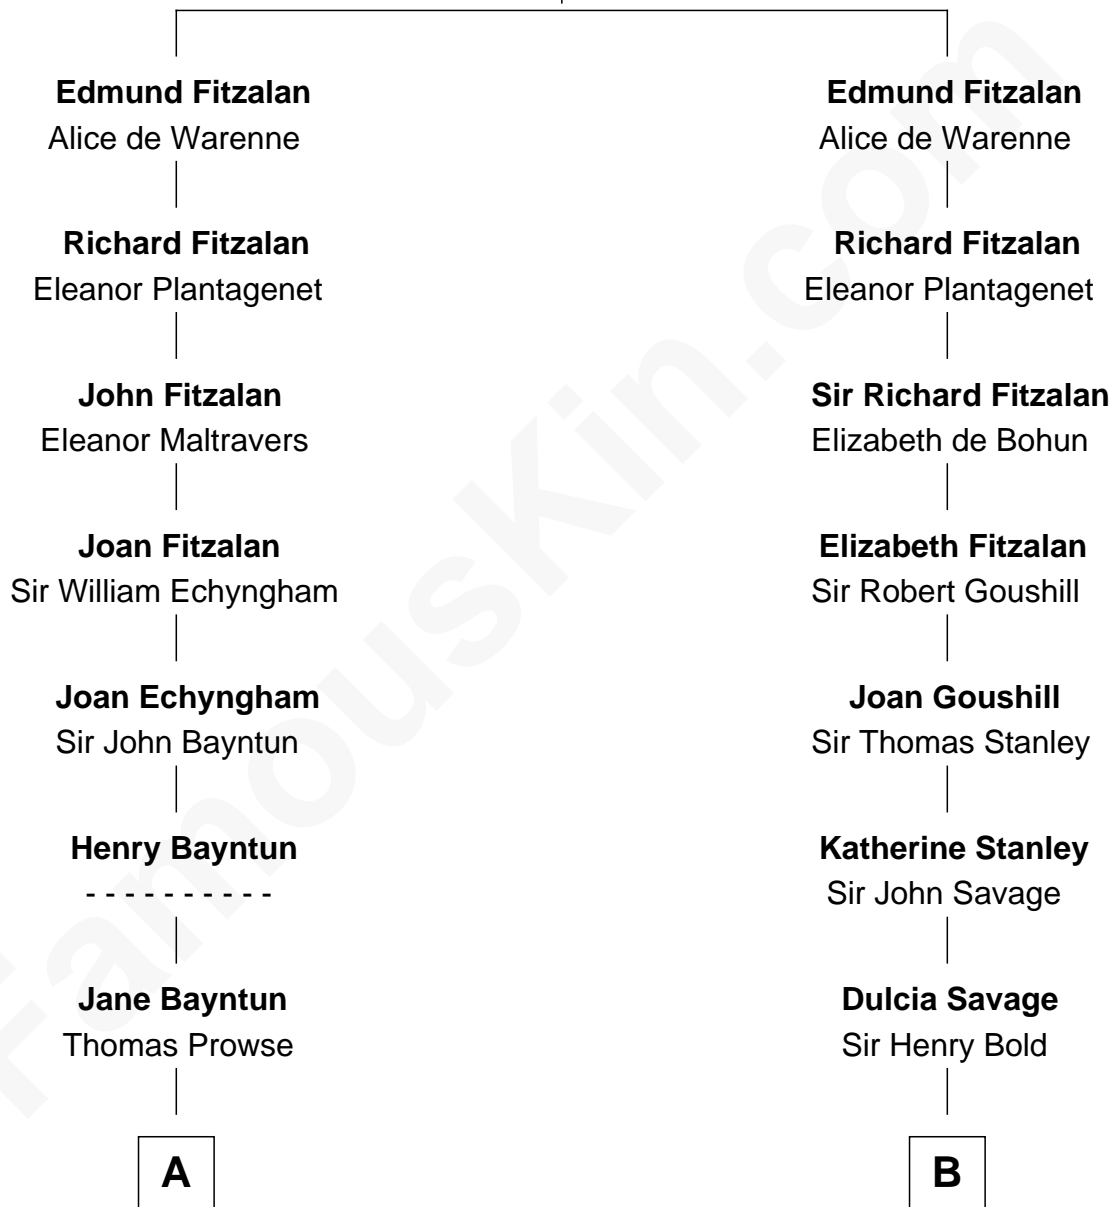 Edmund Fitzalan
Alice de Warenne
Richard Fitzalan
Eleanor Plantagenet
John Fitzalan
Eleanor Maltravers
Joan Fitzalan
Sir William Echyngham
Joan Echyngham
Sir John Bayntun
Henry Bayntun
- - - - - - - - - -
Jane Bayntun
Thomas Prowse
A
Edmund Fitzalan
Alice de Warenne
Richard Fitzalan
Eleanor Plantagenet
Sir Richard Fitzalan
Elizabeth de Bohun
Elizabeth Fitzalan
Sir Robert Goushill
Joan Goushill
Sir Thomas Stanley
Katherine Stanley
Sir John Savage
Dulcia Savage
Sir Henry Bold
B
FamousKin.com